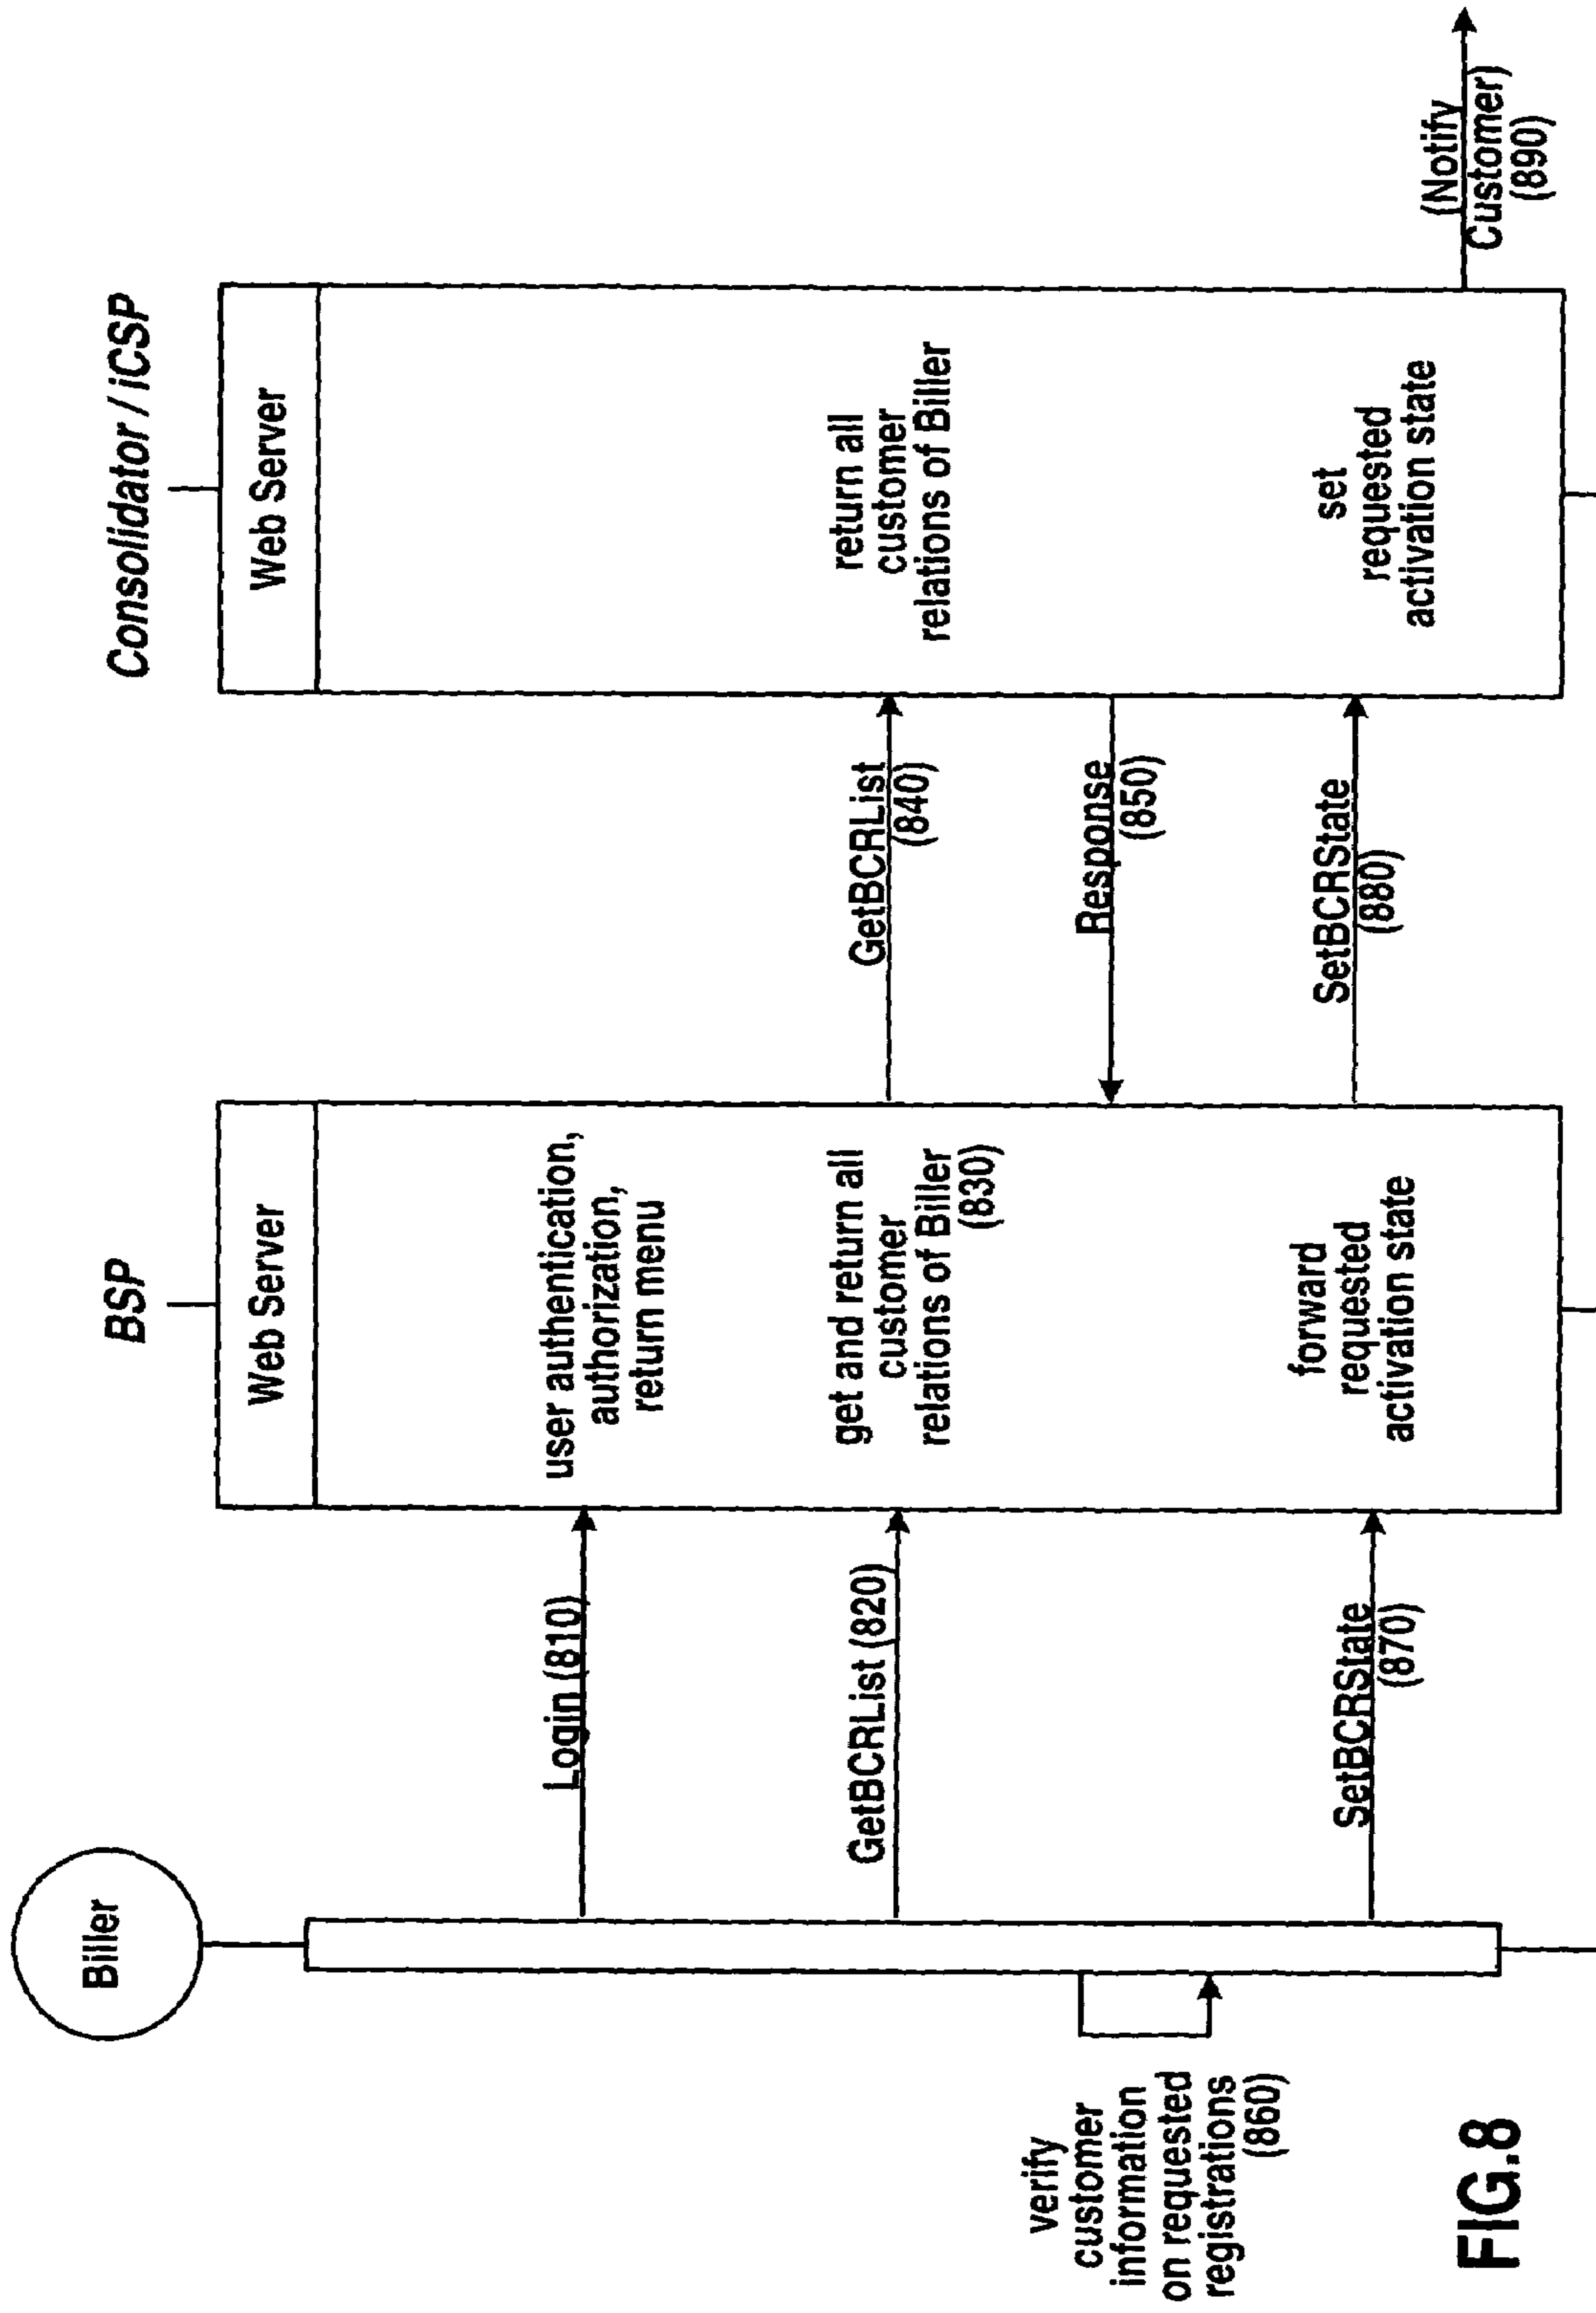 Biller
BSP
Consolidator / iCSP
Web Server
Web Server
Login (810)
user authentication,
authorization,
return menu
GetBCRList (820)
get and return all
customer
relations of Biller
(830)
GetBCRList
(840)
return all
customer
relations of Biller
Response
(850)
verify
customer
information
on requested
registrations
(860)
SetBCRState
(870)
forward
requested
activation state
SetBCRState
(880)
set
requested
activation state
(Notify
Customer)
(890)
FIG.8